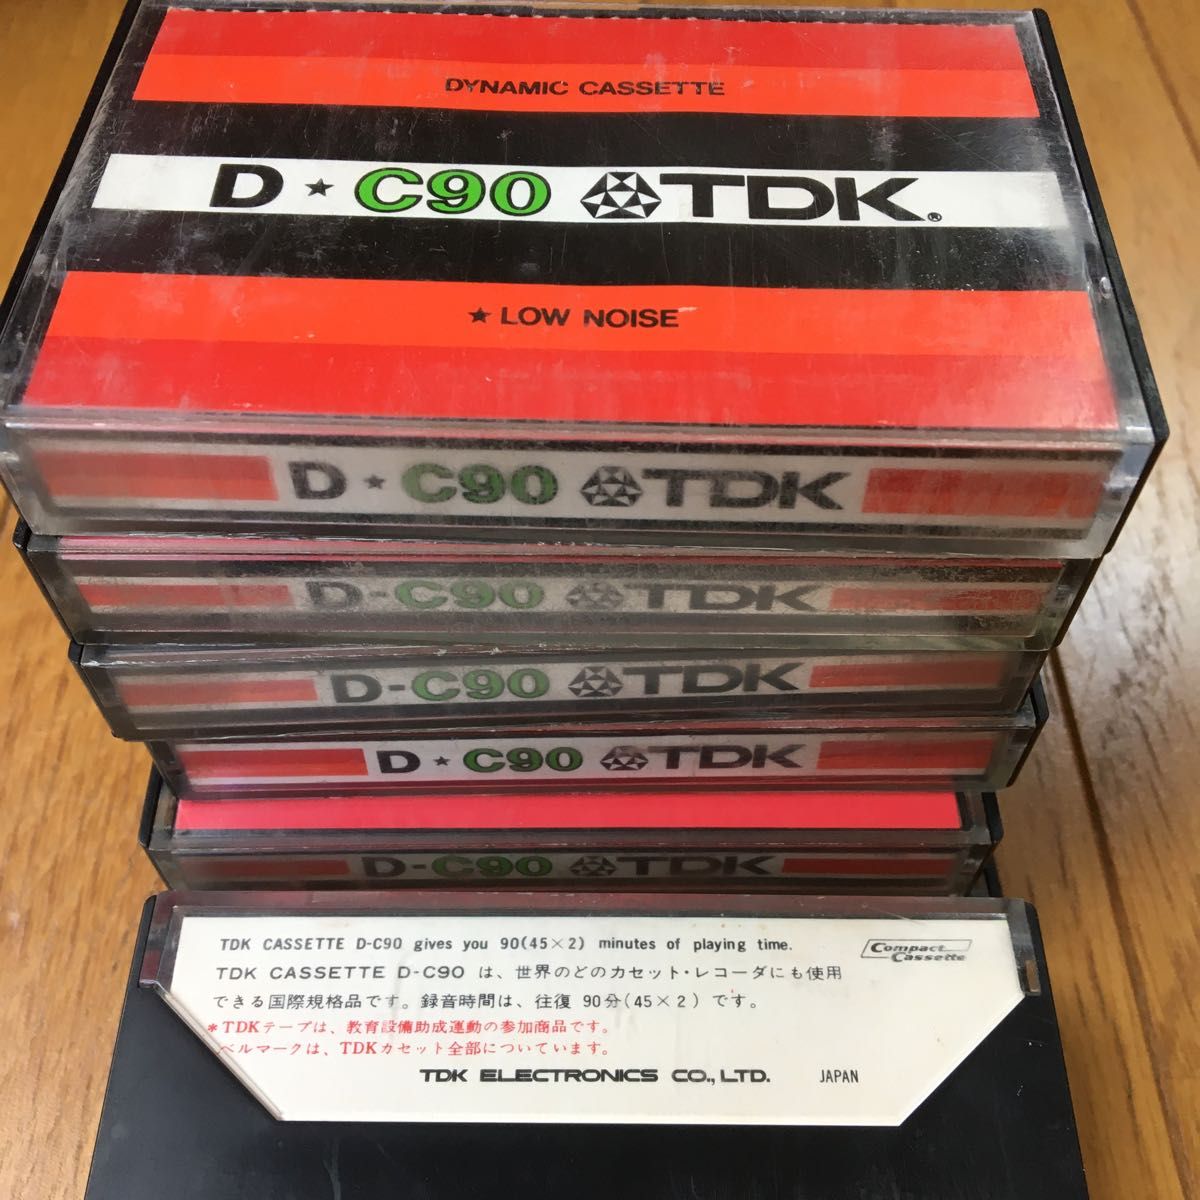 DYNAMIC CASSETTE
D ★ C90 TDK®
★ LOW NOISE
D ★ C90 TDK
D-C90 TDK
D-C90 TDK
D ★ C90 TDK
D-C90 TDK
TDK CASSETTE D-C90 gives you 90(45×2) minutes of playing time.
Compact Cassette
TDK CASSETTE D-C90 は、世界のどのカセット・レコーダにも使用
できる国際規格品です。録音時間は、往復 90分(45×2)です。
*TDKテープは、教育設備助成運動の参加商品です。
ベルマークは、TDKカセット全部についています。
TDK ELECTRONICS CO., LTD. JAPAN